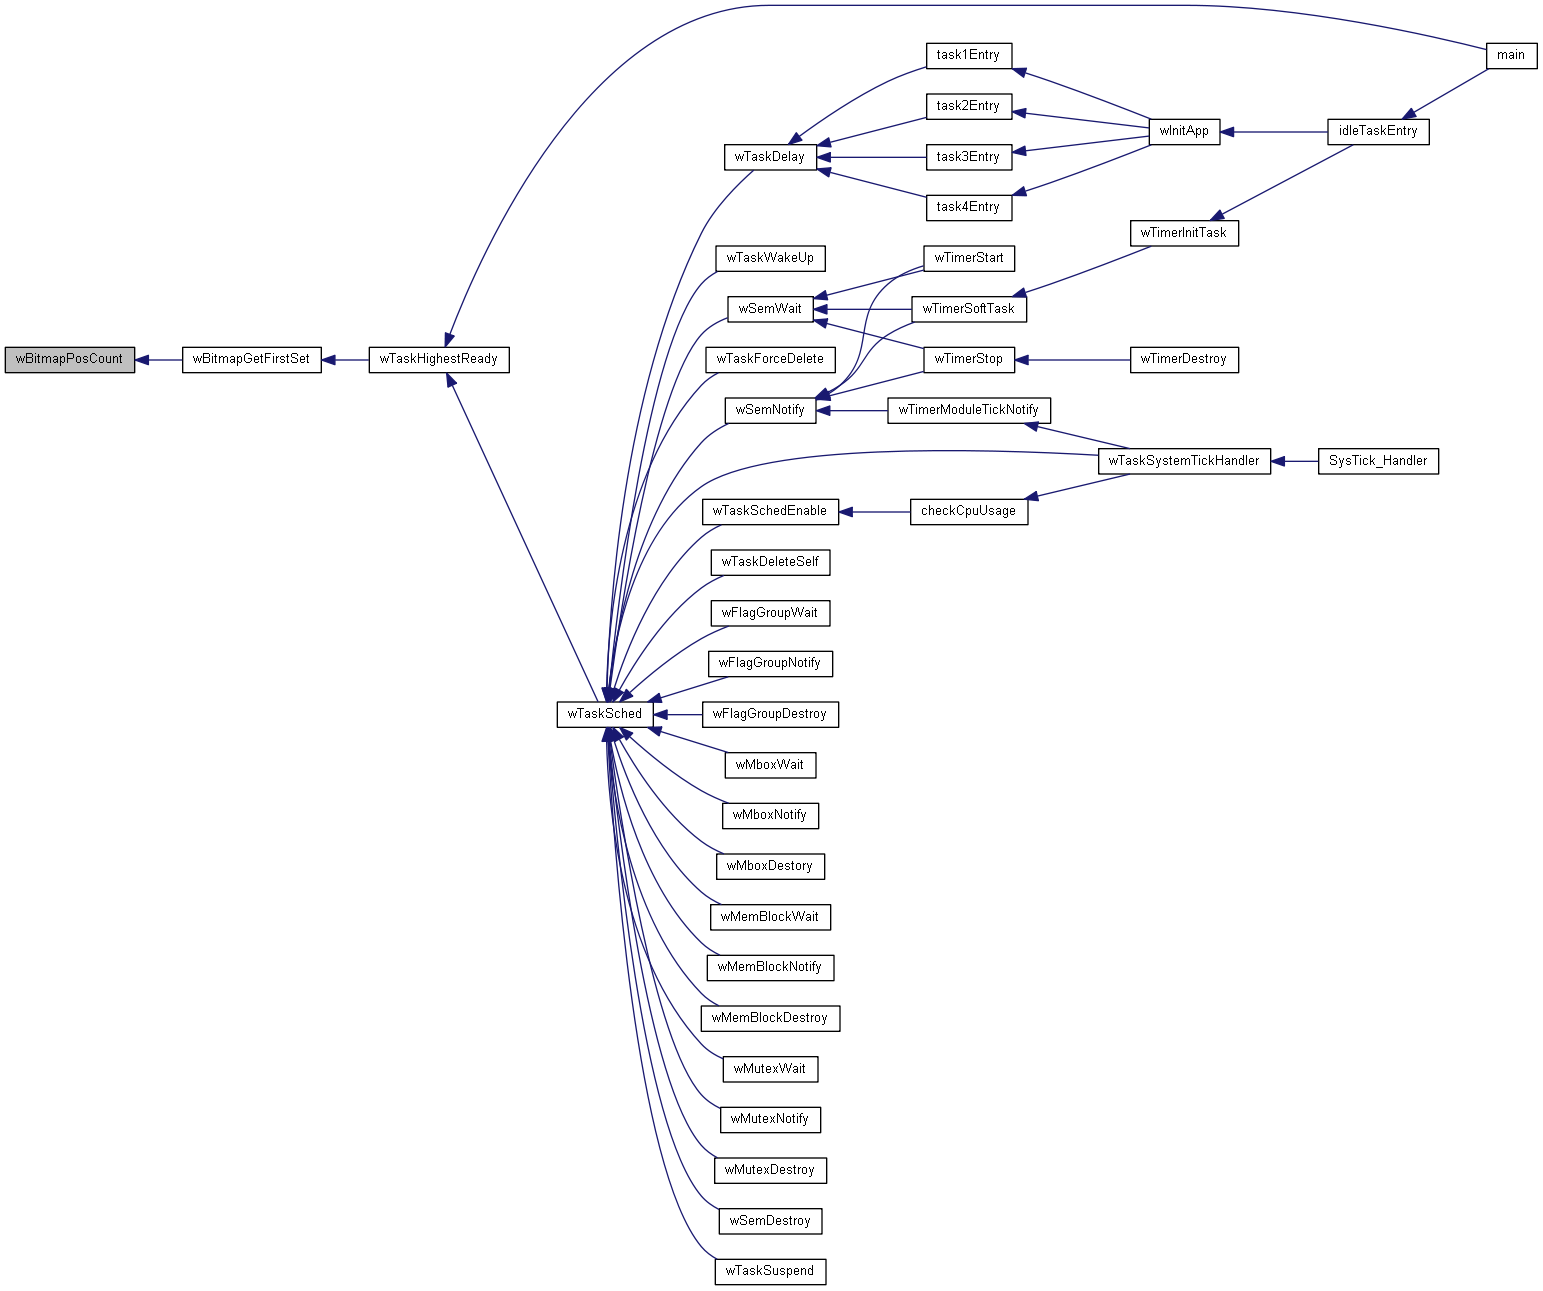 main
task1Entry
task2Entry
wInitApp
idleTaskEntry
wTaskDelay
task3Entry
task4Entry
wTimerInitTask
wTaskWakeUp
wTimerStart
wSemWait
wTimerSoftTask
wBitmapPosCount
wBitmapGetFirstSet
wTaskHighestReady
wTaskForceDelete
wTimerStop
wTimerDestroy
wSemNotify
wTimerModuleTickNotify
wTaskSystemTickHandler
SysTick_Handler
wTaskSchedEnable
checkCpuUsage
wTaskDeleteSelf
wFlagGroupWait
wFlagGroupNotify
wTaskSched
wFlagGroupDestroy
wMboxWait
wMboxNotify
wMboxDestory
wMemBlockWait
wMemBlockNotify
wMemBlockDestroy
wMutexWait
wMutexNotify
wMutexDestroy
wSemDestroy
wTaskSuspend